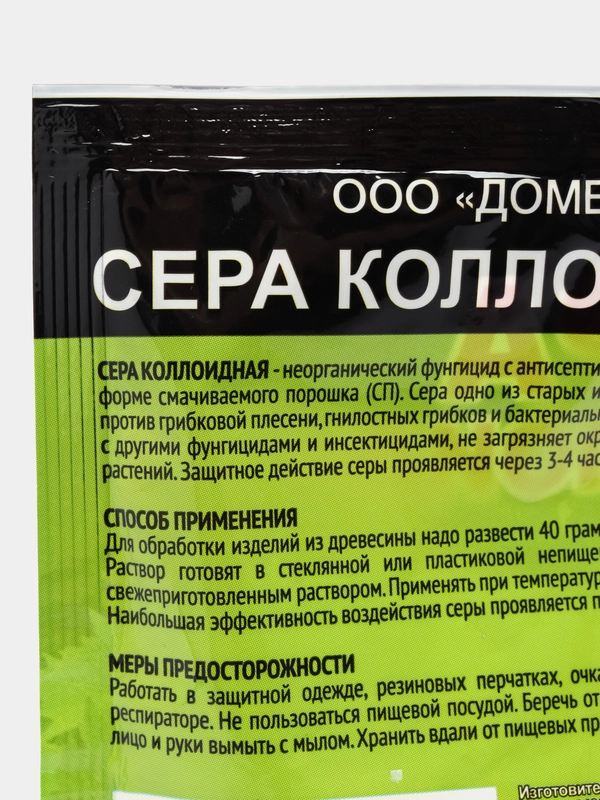 ООО «ДОМЕ
СЕРА КОЛЛО
СЕРА КОЛЛОИДНАЯ - неорганический фунгицид с антисепти
форме смачиваемого порошка (СП). Сера одно из старых и
против грибковой плесени, гнилостных грибков и бактериаль
с другими фунгицидами и инсектицидами, не загрязняет окр
растений. Защитное действие серы проявляется через 3-4 час
СПОСОБ ПРИМЕНЕНИЯ
Для обработки изделий из древесины надо развести 40 грам
Раствор готовят в стеклянной или пластиковой непище
свежеприготовленным раствором. Применять при температур
Наибольшая эффективность воздействия серы проявляется п
МЕРЫ ПРЕДОСТОРОЖНОСТИ
Работать в защитной одежде, резиновых перчатках, очка
респираторе. Не пользоваться пищевой посудой. Беречь от
лицо и руки вымыть с мылом. Хранить вдали от пищевых пр
Изготовите